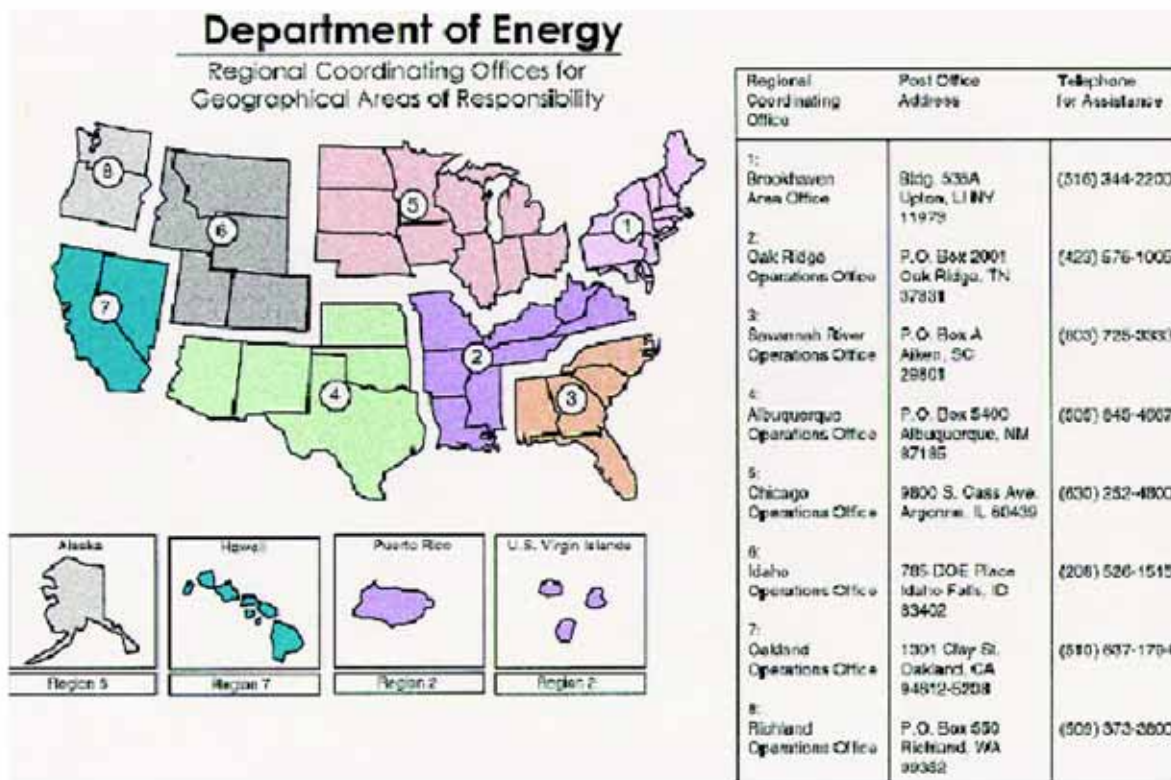 Department of Energy
Regional Coordinating Offices for
Geographical Areas of Responsibility
8
6
7
5
1
2
4
3
Alaska
Hawaii
Puerto Rico
U.S. Virgin Islands
Region
Region 7
Region 2
Region 2
Regional
Coordinating
Office
Post Office
Address
Telephone
for Assistance
1:
Brookhaven
Area Office
Bldg.
Upton, LI NY
11973
(516) 344-2200
2:
Oak Ridge
Operations Office
P.O. Box 2001
Oak Ridge, TN
37831
3:
Savannah River
Operations Office
P.O. Box A
Aiken, SC
29801
4:
Albuquerque
Operations Office
P.O. Box 5400
Albuquerque, NM
87185
5:
Chicago
Operations Office
9800 S. Cass Ave.
Argonne, IL 60439
(630) 252-4800
6:
Idaho
Operations Office
785 DOE Place
Idaho Falls, ID
83402
(208) 526-1515
7:
Oakland
Operations Office
1301 Clay St.
Oakland, CA
94612-5208
8:
Richland
Operations Office
P.O. Box 550
Richland, WA
99352
(509) 373-3800